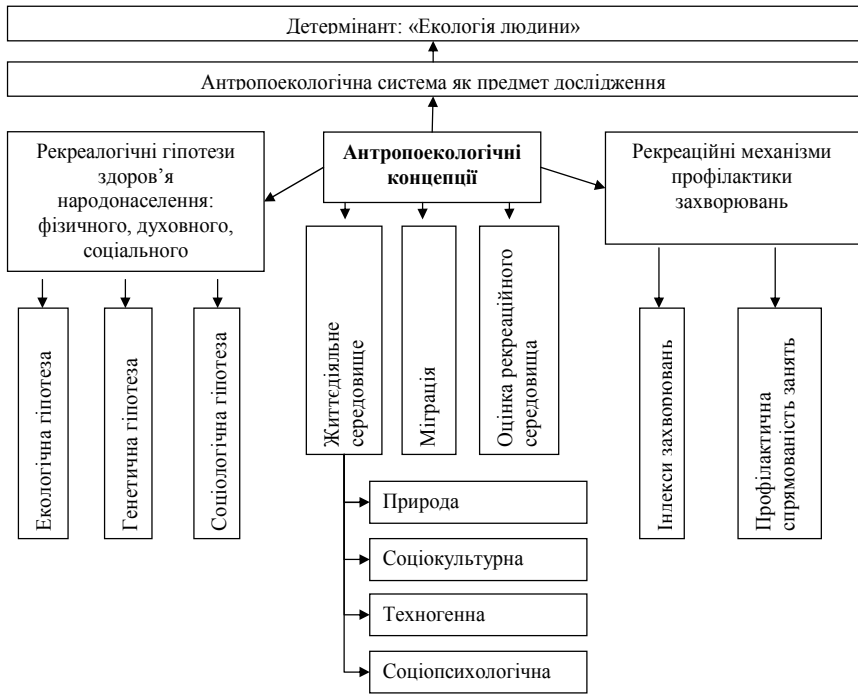 Детермінант: «Екологія людини»
Антропоекологічна система як предмет дослідження
Рекреалогічні гіпотези
здоров’я
народонаселення:
фізичного, духовного,
соціального
Антропоекологічні
концепції
Рекреаційні механізми
профілактики
захворювань
Екологічна гіпотеза
Генетична гіпотеза
Соціологічна гіпотеза
Життєдіяльне
середовище
Міграція
Оцінка рекреаційного
середовища
Індекси захворювань
Профілактична
спрямованість занять
Природа
Соціокультурна
Техногенна
Соціопсихологічна